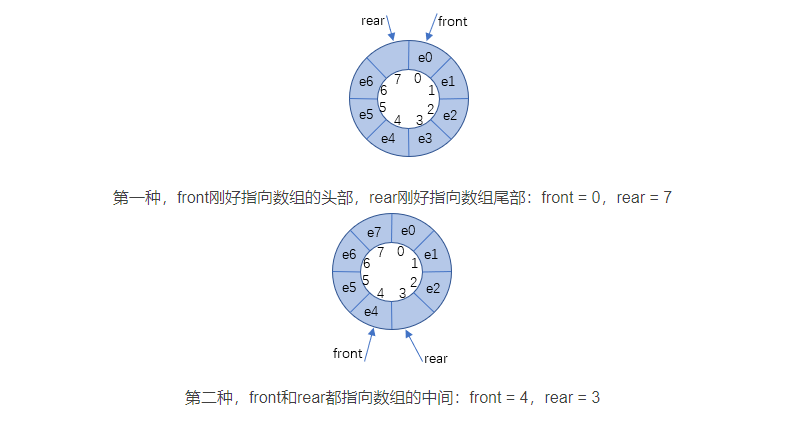 rear front
e0
e6 7 0 e1
6 1
5 2
e5 e2
4 3
e4 e3
第一种，front刚好指向数组的头部，rear刚好指向数组尾部：front = 0，rear = 7
e7 e0
e6 7 0 e1
6 1
5 2
e5 e2
4 3
e4
front rear
第二种，front和rear都指向数组的中间：front = 4，rear = 3